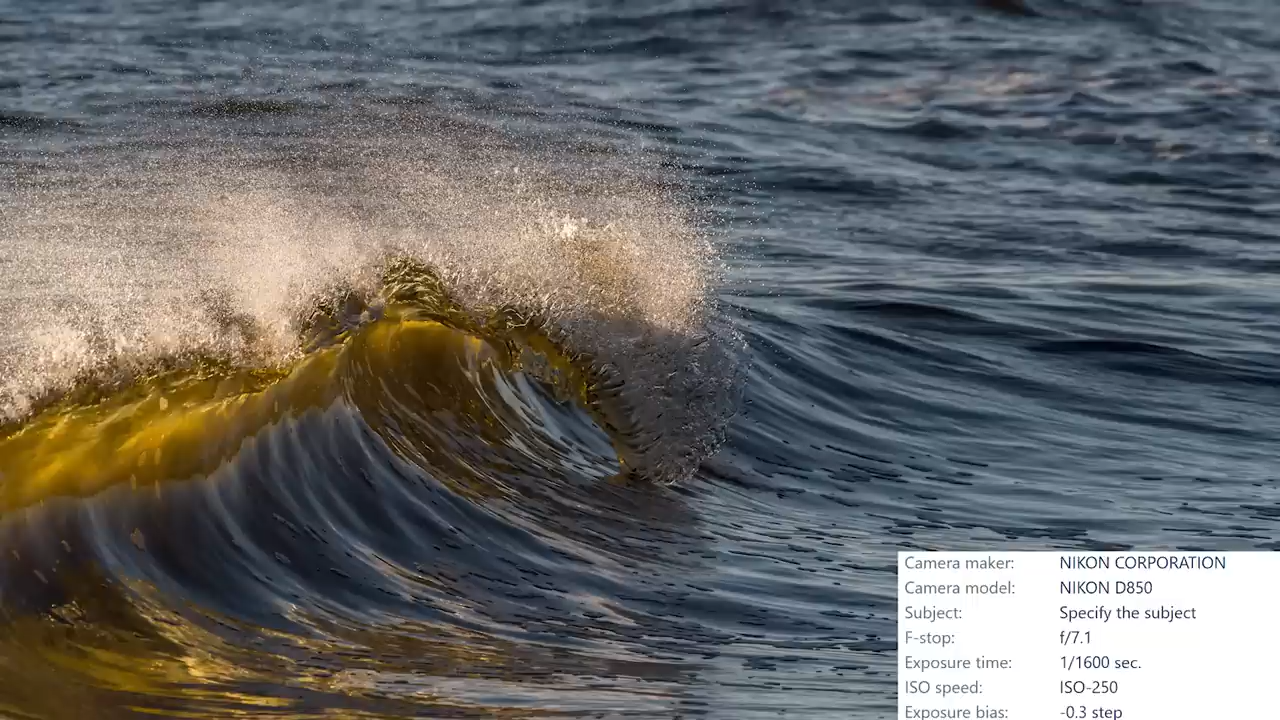 Camera maker: NIKON CORPORATION
Camera model: NIKON D850
Subject: Specify the subject
F-stop: f/7.1
Exposure time: 1/1600 sec.
ISO speed: ISO-250
Exposure bias: -0.3 step